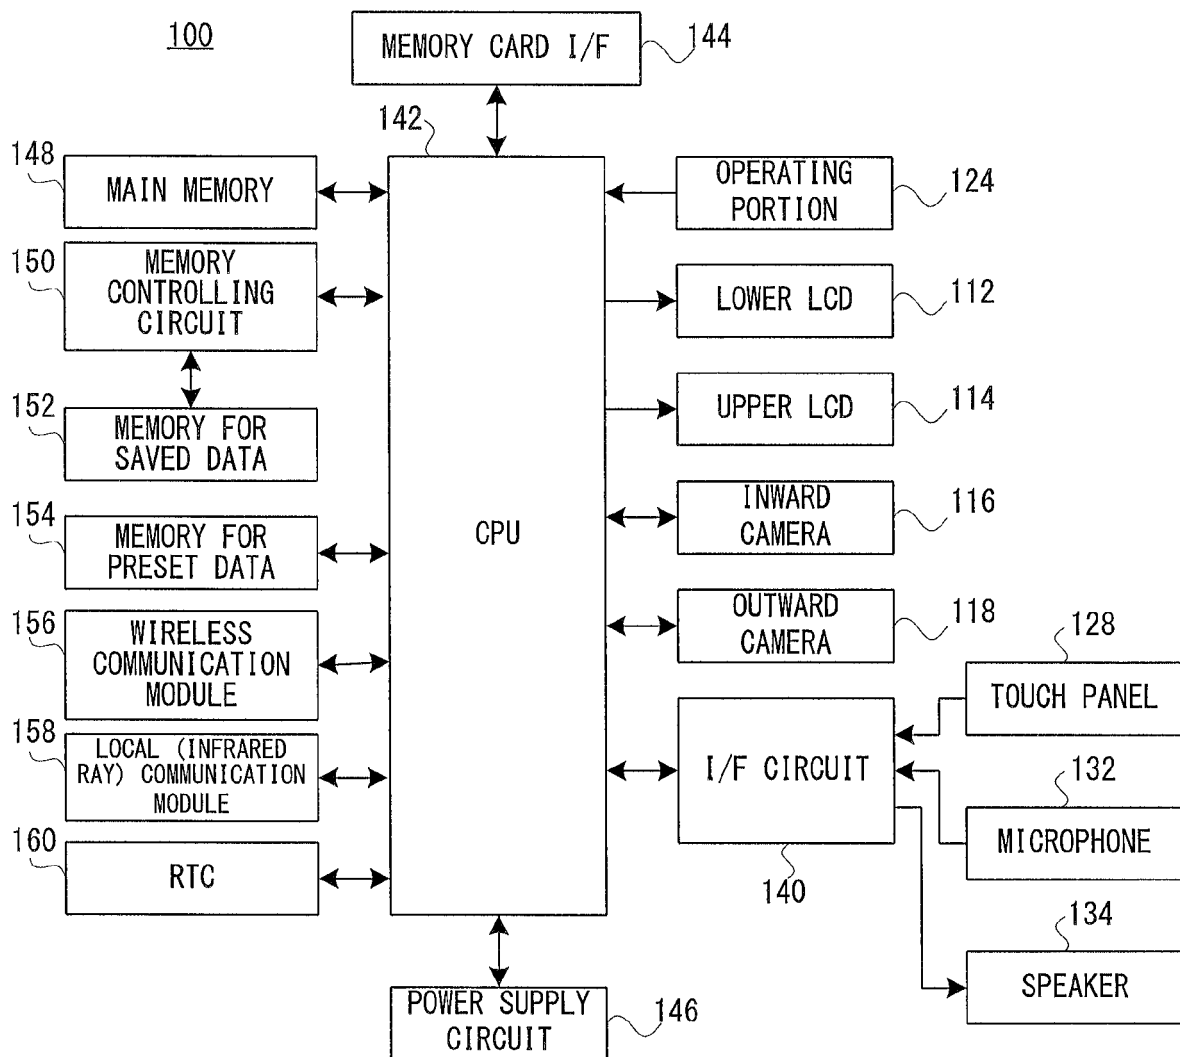 100
MEMORY CARD I/F
144
142
148
MAIN MEMORY
OPERATING
PORTION
124
150
MEMORY
CONTROLLING
CIRCUIT
LOWER LCD
112
152
MEMORY FOR
SAVED DATA
UPPER LCD
114
154
MEMORY FOR
PRESET DATA
CPU
INWARD
CAMERA
116
156
WIRELESS
COMMUNICATION
MODULE
OUTWARD
CAMERA
118
128
TOUCH PANEL
158
LOCAL (INFRARED
RAY) COMMUNICATION
MODULE
I/F CIRCUIT
140
132
MICROPHONE
160
RTC
134
SPEAKER
POWER SUPPLY
CIRCUIT
146